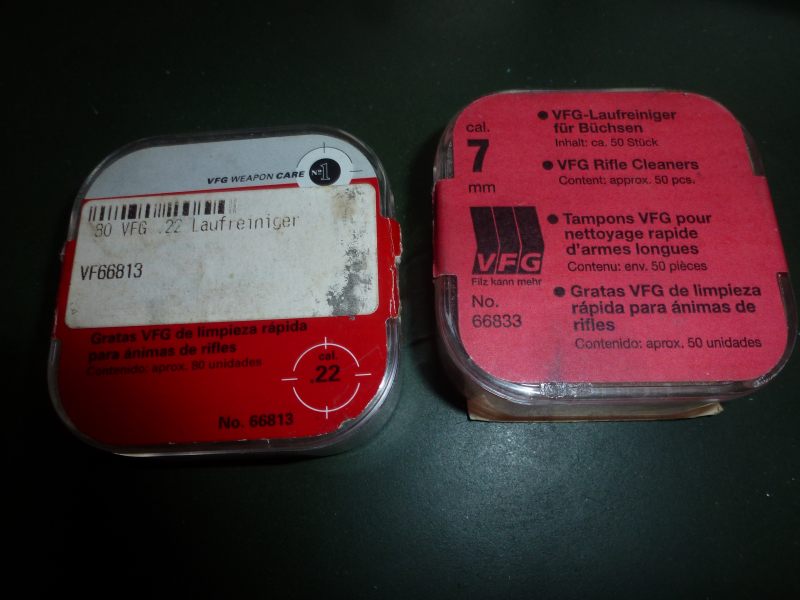 VFG WEAPON CARE
No 1
80 VFG .22 Laufreiniger
VF66813
Gratas VFG de limpieza rápida
para ánimas de rifles
Contenido: aprox. 80 unidades
cal.
.22
No. 66813
cal.
7
mm
VFG
Filz kann mehr
No.
66833
● VFG-Laufreiniger
für Büchsen
Inhalt: ca. 50 Stück
● VFG Rifle Cleaners
Content: approx. 50 pcs.
● Tampons VFG pour
nettoyage rapide
d'armes longues
Contenu: env. 50 pièces
● Gratas VFG de limpieza
rápida para ánimas de
rifles
Contenido: aprox. 50 unidades